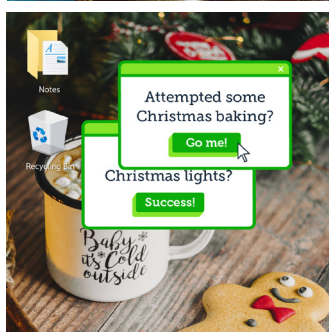 Notes
Attempted some
Christmas baking?
Go me!
Recycling Bin
Christmas lights?
Success!
Baby
it's Cold
outside